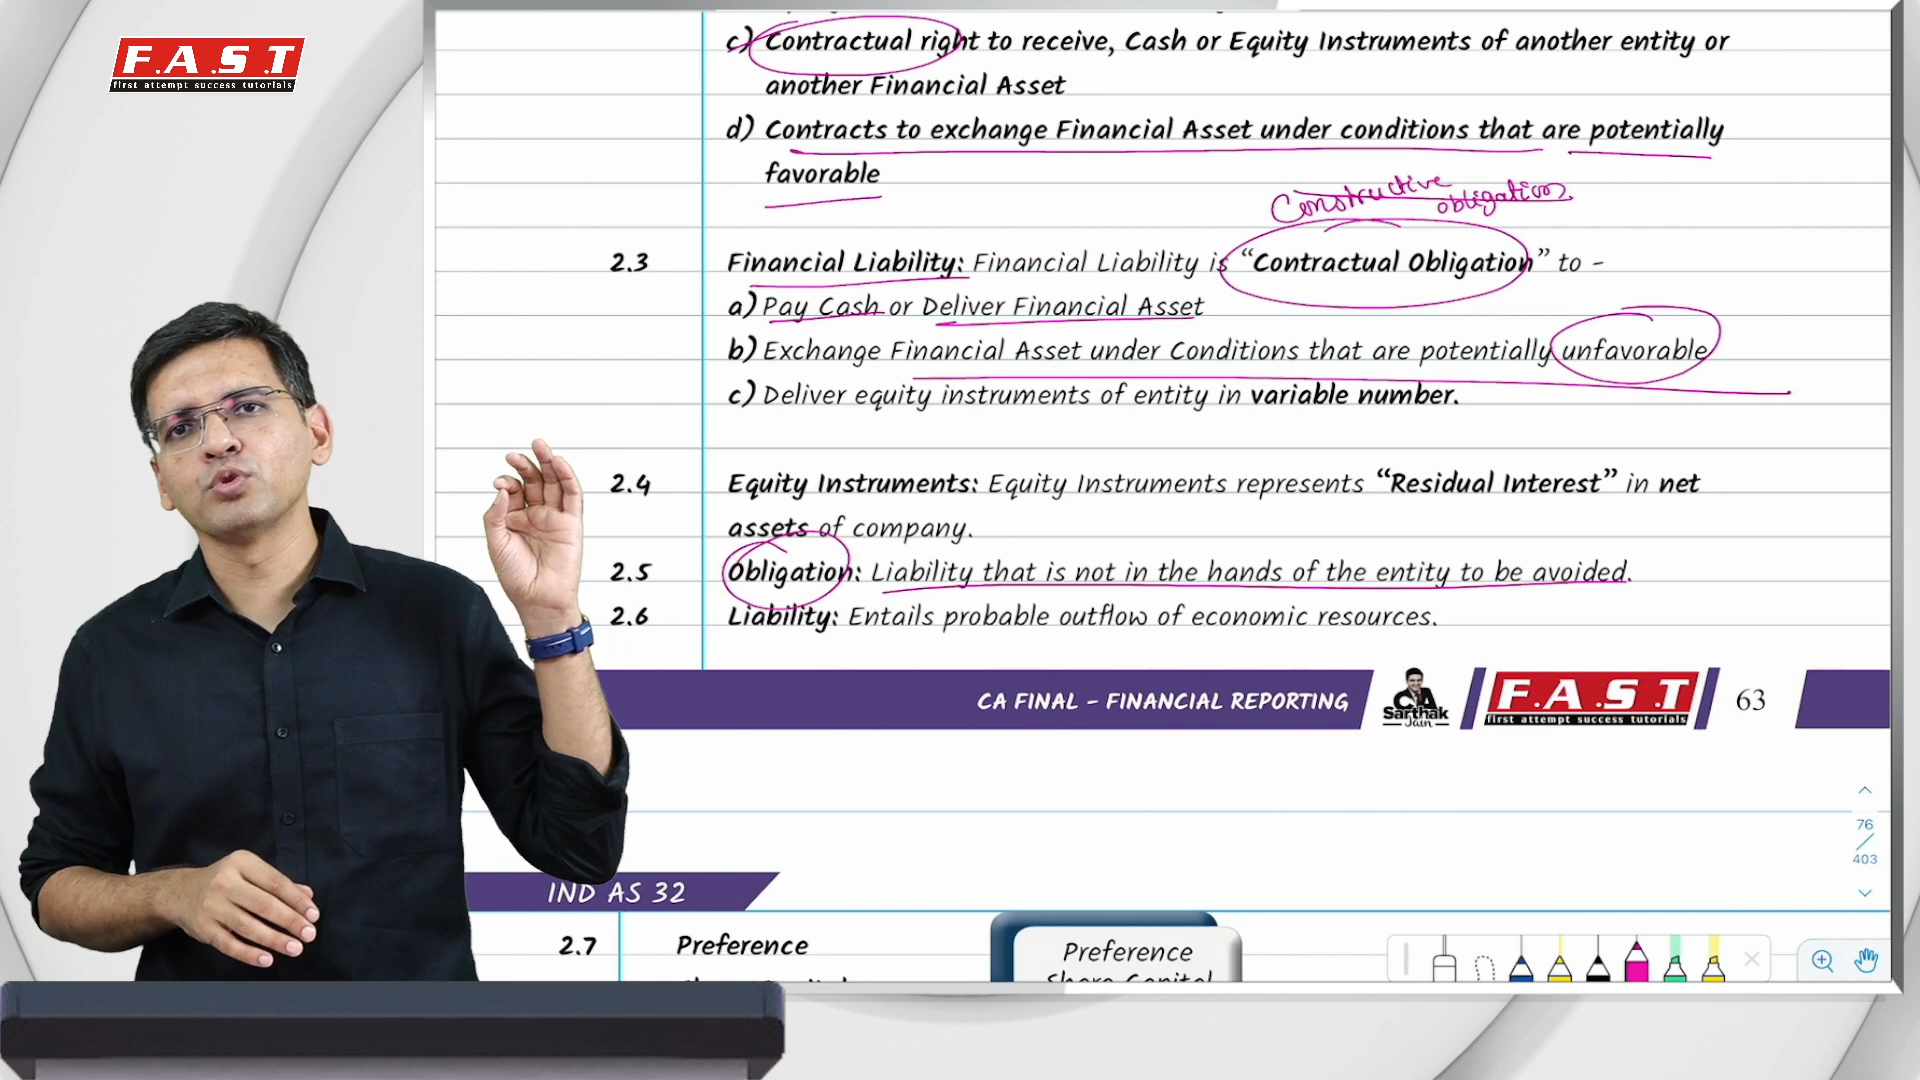 F.A.S.T
first attempt success tutorials
c) Contractual right to receive, Cash or Equity Instruments of another entity or
another Financial Asset
d) Contracts to exchange Financial Asset under conditions that are potentially
favorable
Constructive
obligation
2.3 Financial Liability: Financial Liability is “Contractual Obligation” to -
a) Pay Cash or Deliver Financial Asset
b) Exchange Financial Asset under Conditions that are potentially unfavorable
c) Deliver equity instruments of entity in variable number.
2.4 Equity Instruments: Equity Instruments represents “Residual Interest” in net
assets of company.
2.5 Obligation: Liability that is not in the hands of the entity to be avoided.
2.6 Liability: Entails probable outflow of economic resources.
CA FINAL - FINANCIAL REPORTING
CA
Sarthak
Jain
F.A.S.T
first attempt success tutorials
63
76
/
403
IND AS 32
2.7 Preference
Preference
Share Capital